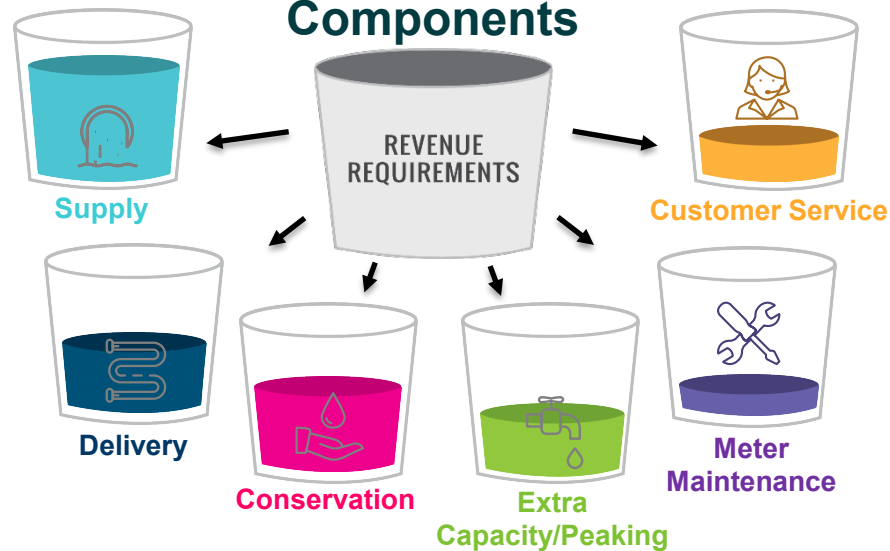 Components
REVENUE
REQUIREMENTS
Supply
Customer Service
Delivery
Conservation
Extra
Capacity/Peaking
Meter
Maintenance